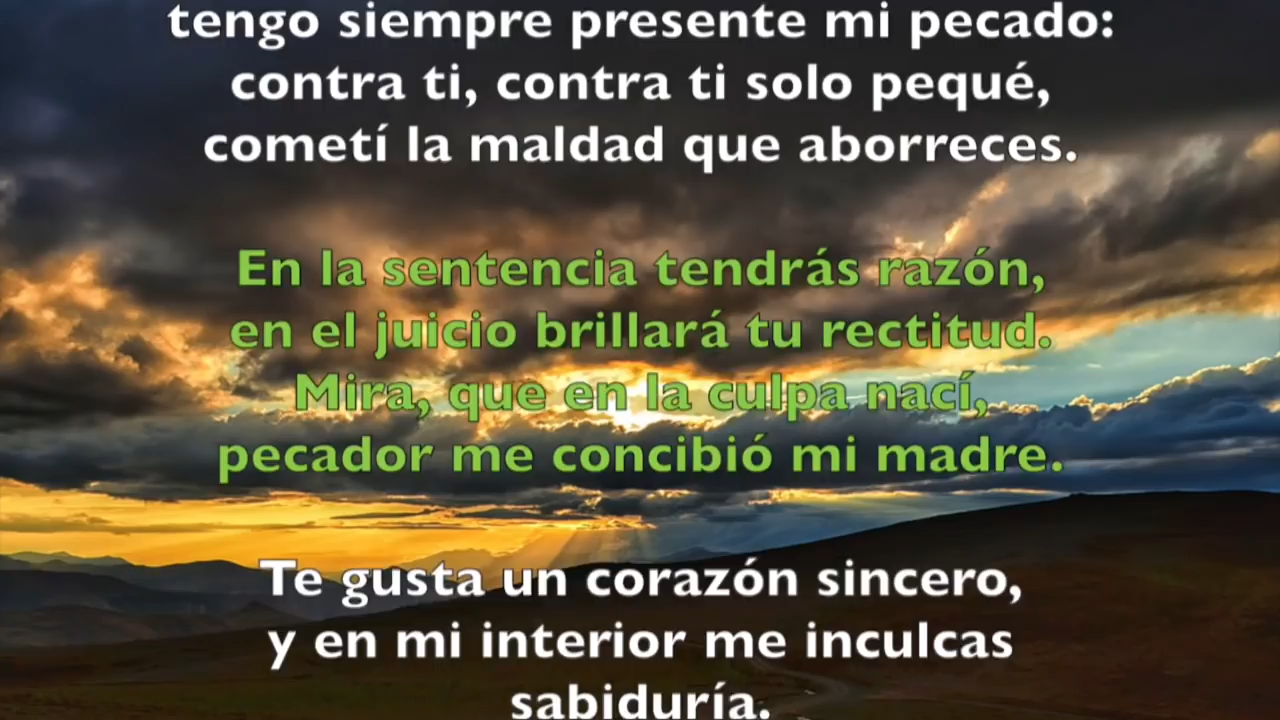 tengo siempre presente mi pecado:
contra ti, contra ti solo pequé,
cometí la maldad que aborreces.
En la sentencia tendrás razón,
en el juicio brillará tu rectitud.
Mira, que en la culpa nací,
pecador me concibió mi madre.
Te gusta un corazón sincero,
y en mi interior me inculcas
sabiduría.